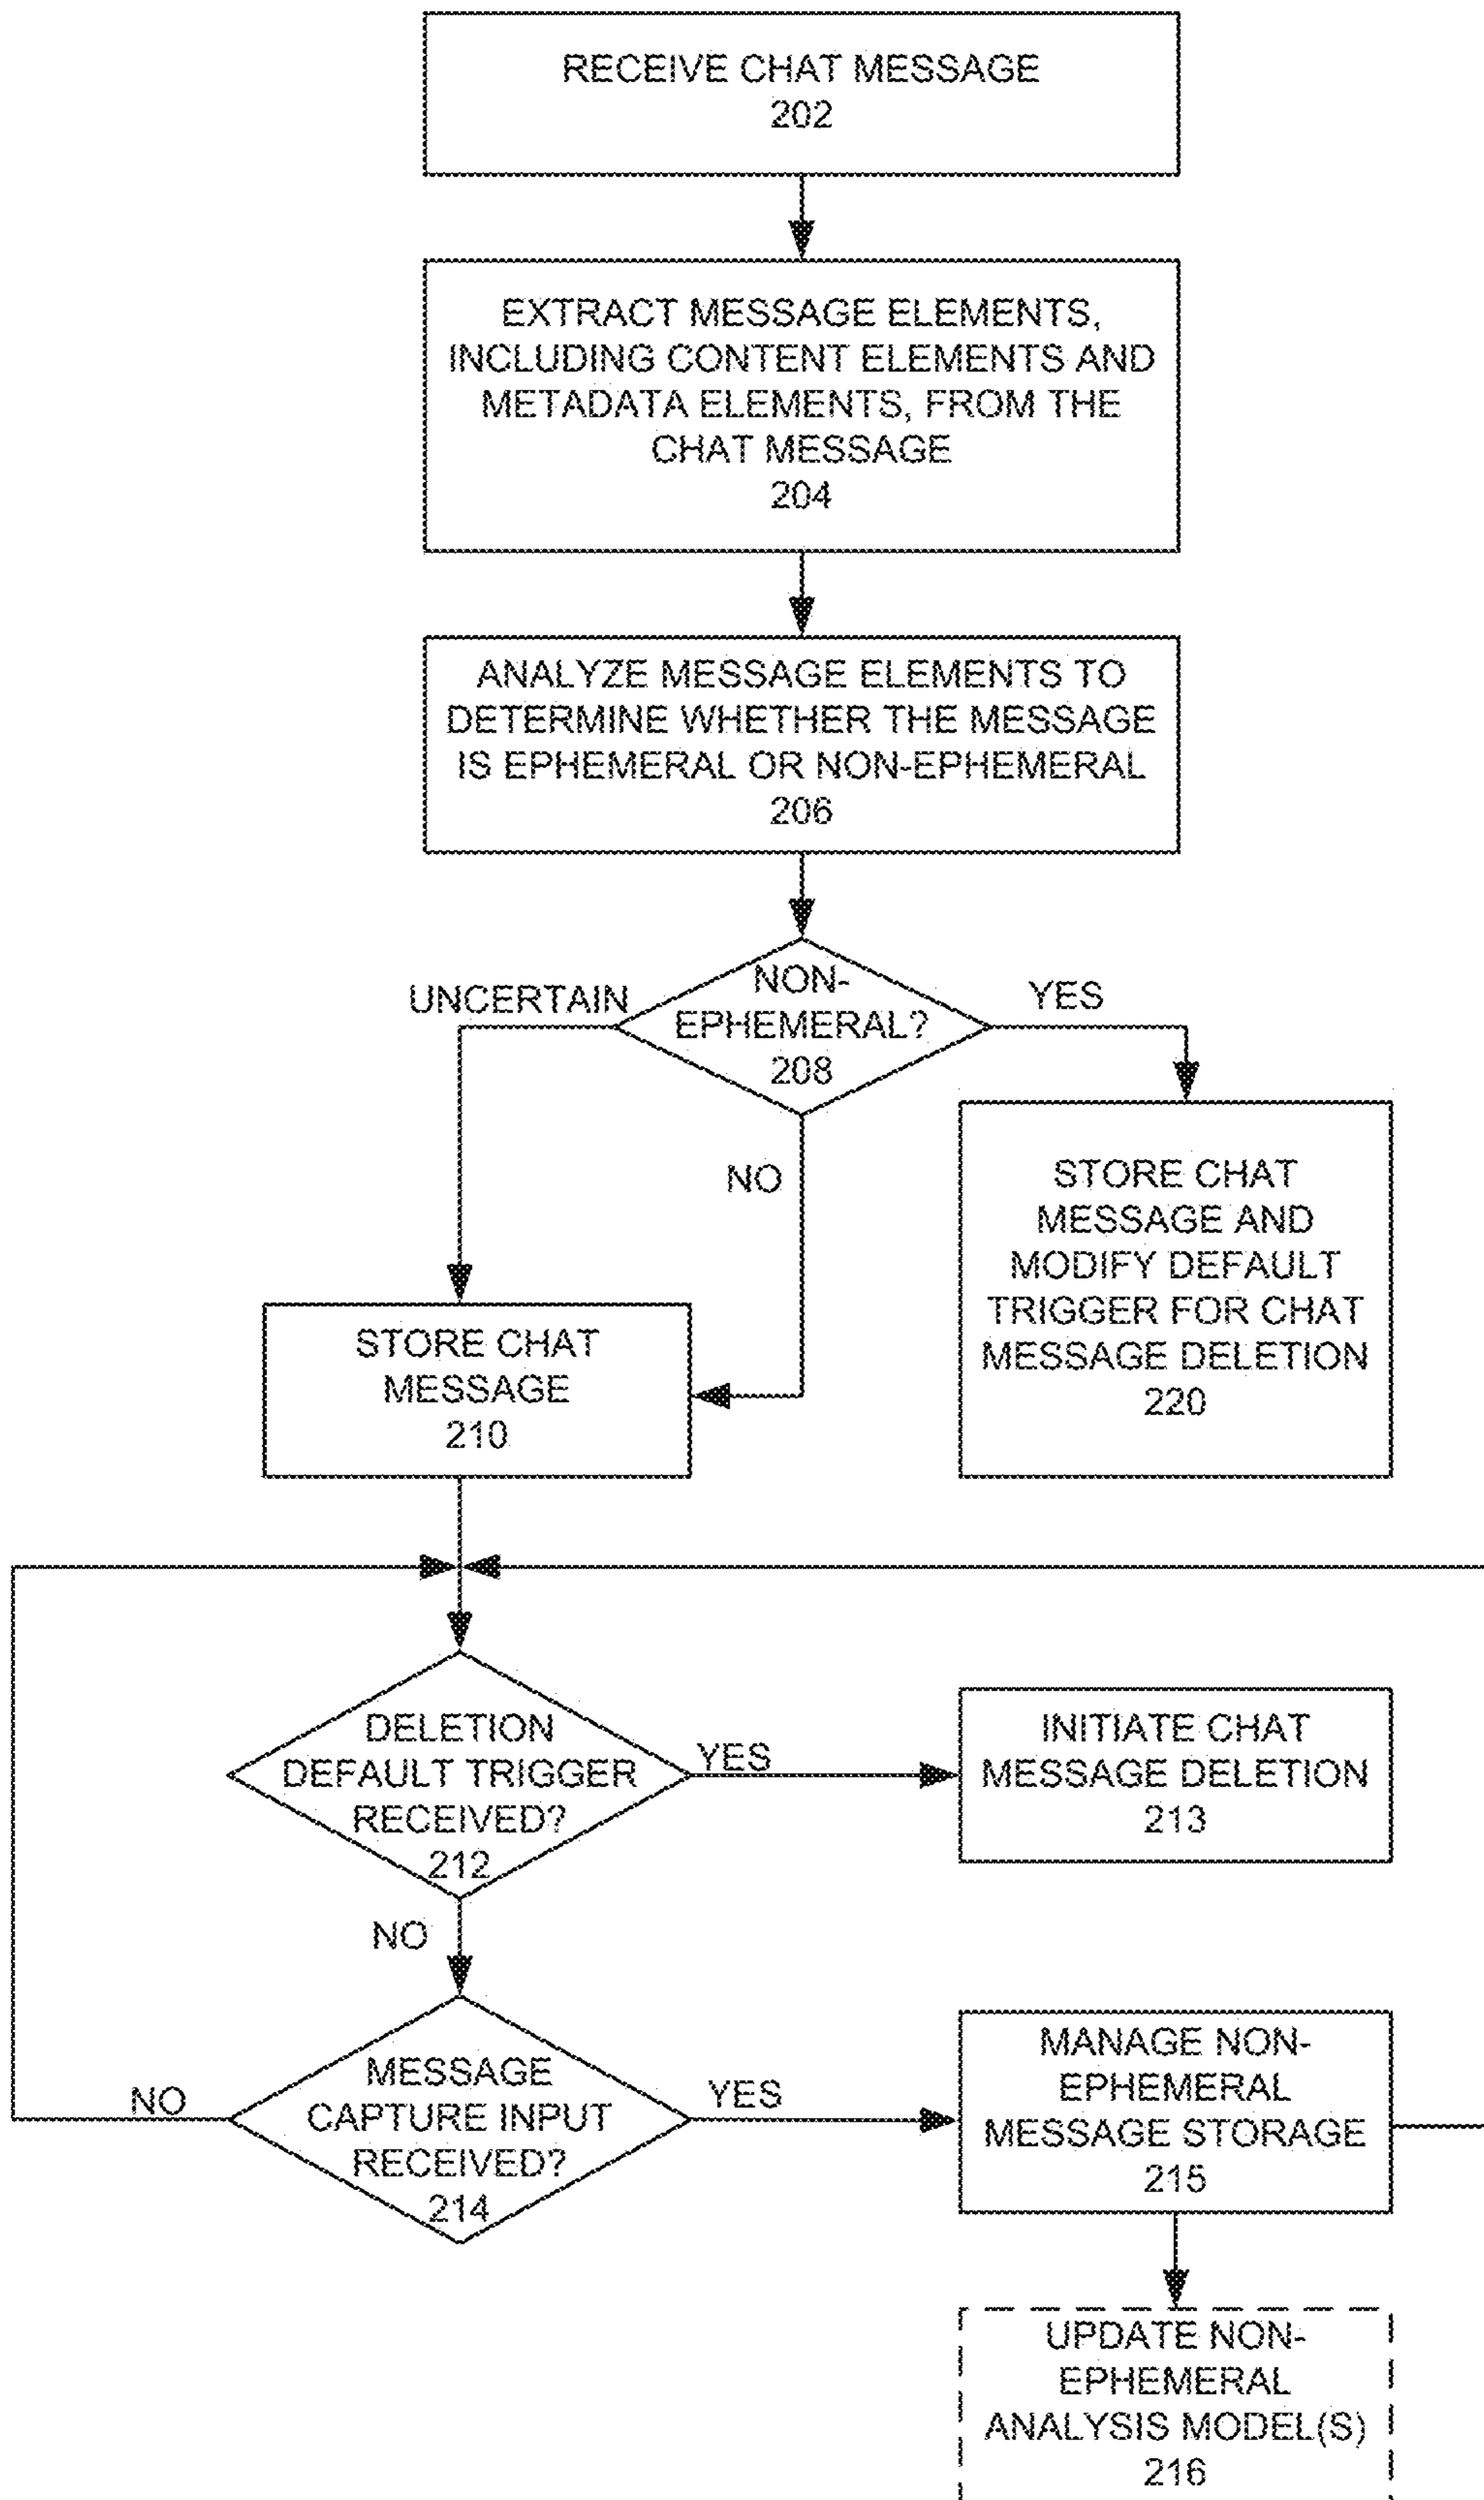 RECEIVE CHAT MESSAGE
202
EXTRACT MESSAGE ELEMENTS,
INCLUDING CONTENT ELEMENTS AND
METADATA ELEMENTS, FROM THE
CHAT MESSAGE
204
ANALYZE MESSAGE ELEMENTS TO
DETERMINE WHETHER THE MESSAGE
IS EPHEMERAL OR NON-EPHEMERAL
206
UNCERTAIN
NON-
EPHEMERAL?
208
YES
NO
STORE CHAT
MESSAGE AND
MODIFY DEFAULT
TRIGGER FOR CHAT
MESSAGE DELETION
220
STORE CHAT
MESSAGE
210
DELETION
DEFAULT TRIGGER
RECEIVED?
212
YES
INITIATE CHAT
MESSAGE DELETION
213
NO
MESSAGE
CAPTURE INPUT
RECEIVED?
214
NO
YES
MANAGE NON-
EPHEMERAL
MESSAGE STORAGE
215
UPDATE NON-
EPHEMERAL
ANALYSIS MODEL(S)
216